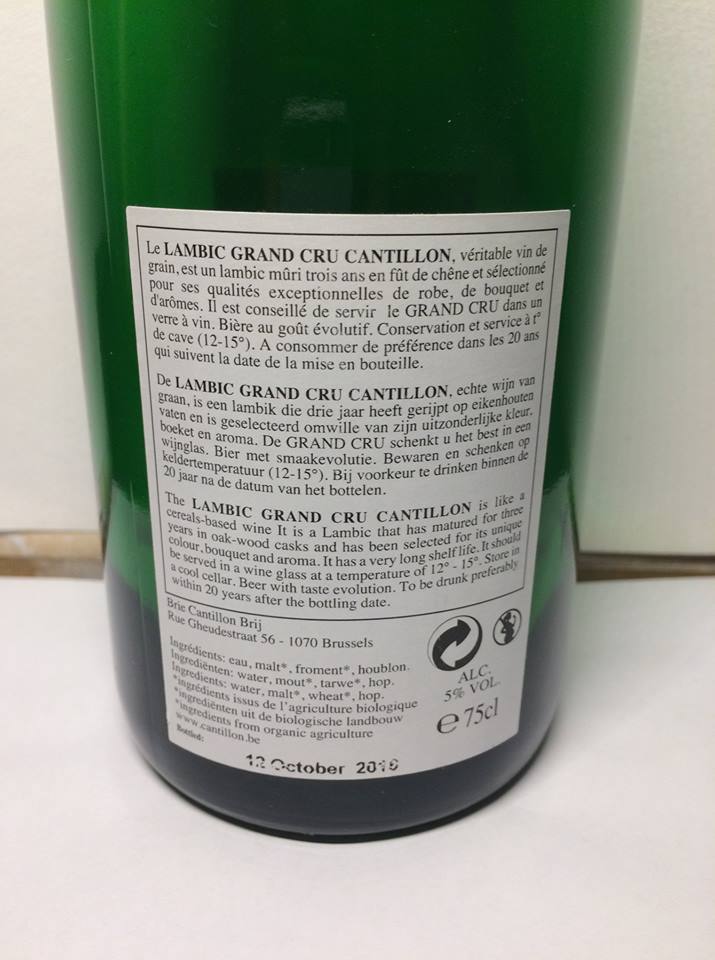 Le LAMBIC GRAND CRU CANTILLON, véritable vin de
grain, est un lambic mûri trois ans en fût de chêne et sélectionné
pour ses qualités exceptionnelles de robe, de bouquet et
d'arômes. Il est conseillé de servir le GRAND CRU dans un
verre à vin. Bière au goût évolutif. Conservation et service à t°
de cave (12-15°). A consommer de préférence dans les 20 ans
qui suivent la date de la mise en bouteille.
De LAMBIC GRAND CRU CANTILLON, echte wijn van
graan, is een lambik die drie jaar heeft gerijpt op eikenhouten
vaten en is geselecteerd omwille van zijn uitzonderlijke kleur,
boeket en aroma. De GRAND CRU schenkt u het best in een
wijnglas. Bier met smaakevolutie. Bewaren en schenken op
keldertemperatuur (12-15°). Bij voorkeur te drinken binnen de
20 jaar na de datum van het bottelen.
The LAMBIC GRAND CRU CANTILLON is like a
cereals-based wine It is a Lambic that has matured for three
years in oak-wood casks and has been selected for its unique
colour, bouquet and aroma. It has a very long shelf life. It should
be served in a wine glass at a temperature of 12° - 15°. Store in
a cool cellar. Beer with taste evolution. To be drunk preferably
within 20 years after the bottling date.
Brie Cantillon Brij
Rue Gheudestraat 56 - 1070 Brussels
Ingrédients: eau, malt*, froment*, houblon.
Ingrediënten: water, mout*, tarwe*, hop.
Ingredients: water, malt*, wheat*, hop.
*ingrédients issus de l'agriculture biologique
*ingrediënten uit de biologische landbouw
*ingredients from organic agriculture
www.cantillon.be
Bottled:
12 October 2016
ALC.
5% VOL.
e 75cl